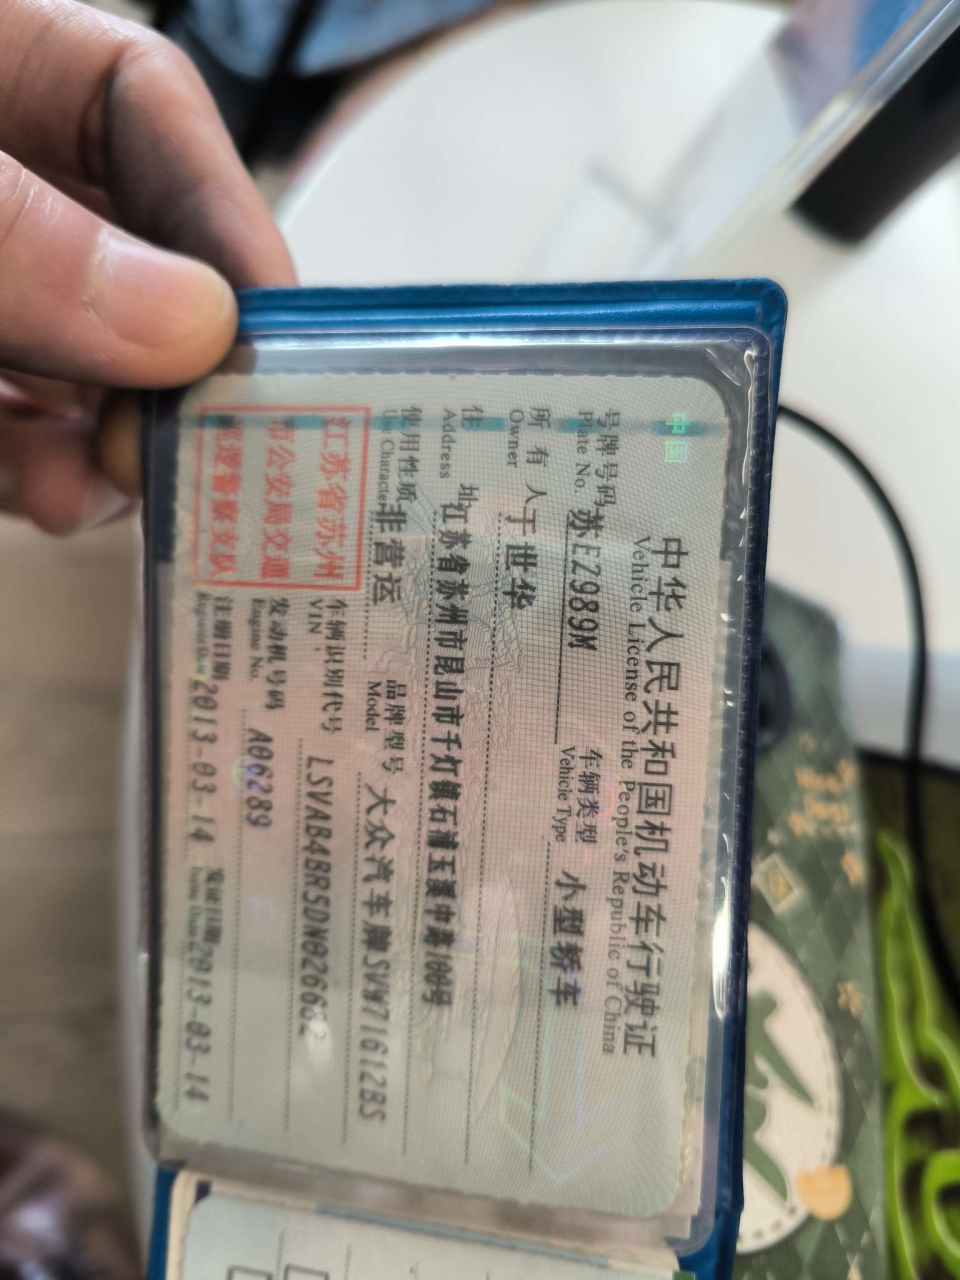 中国
中华人民共和国机动车行驶证
Vehicle License of the People's Republic of China
号牌号码 苏E2989M 车辆类型 小型轿车
Plate No. Vehicle Type
所有人 于世华
Owner
住址 江苏省苏州市昆山市千灯镇石浦玉溪中路100号
Address
使用性质 非营运 品牌型号 大众汽车牌SVW71612BS
Use Character Model
江苏省苏州
市公安局交通
巡逻警察支队
车辆识别代号 LSVAB4BR5DN026682
VIN
发动机号码 A06289
Engine No.
注册日期 2013-03-14 发证日期 2013-03-14
Register Date Issue Date